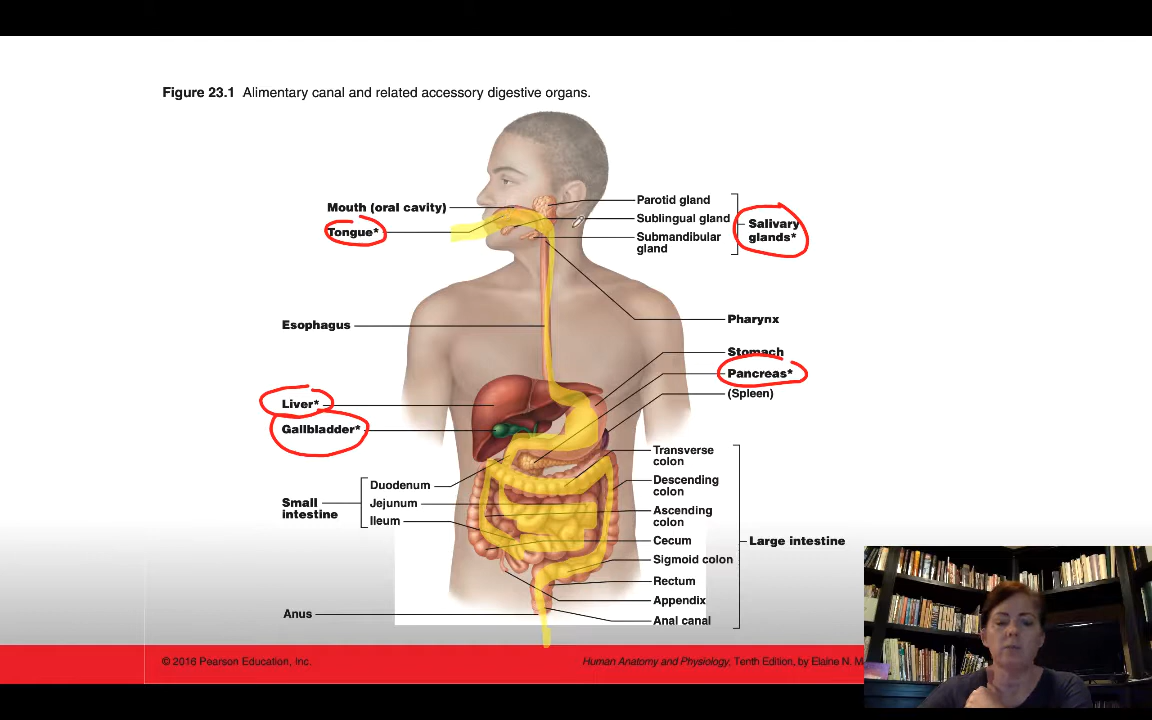 Figure 23.1 Alimentary canal and related accessory digestive organs.
Mouth (oral cavity)
Tongue*
Parotid gland
Sublingual gland
Submandibular
gland
Salivary
glands*
Esophagus
Pharynx
Stomach
Pancreas*
(Spleen)
Liver*
Gallbladder*
Transverse
colon
Descending
colon
Ascending
colon
Cecum
Sigmoid colon
Rectum
Appendix
Anal canal
Large intestine
Duodenum
Jejunum
Ileum
Small
intestine
Anus
© 2016 Pearson Education, Inc.
Human Anatomy and Physiology, Tenth Edition, by Elaine N.